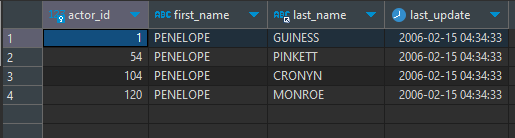 actor_id ABC first_name ABC last_name last_update
1 1 PENELOPE GUINESS 2006-02-15 04:34:33
2 54 PENELOPE PINKETT 2006-02-15 04:34:33
3 104 PENELOPE CRONYN 2006-02-15 04:34:33
4 120 PENELOPE MONROE 2006-02-15 04:34:33